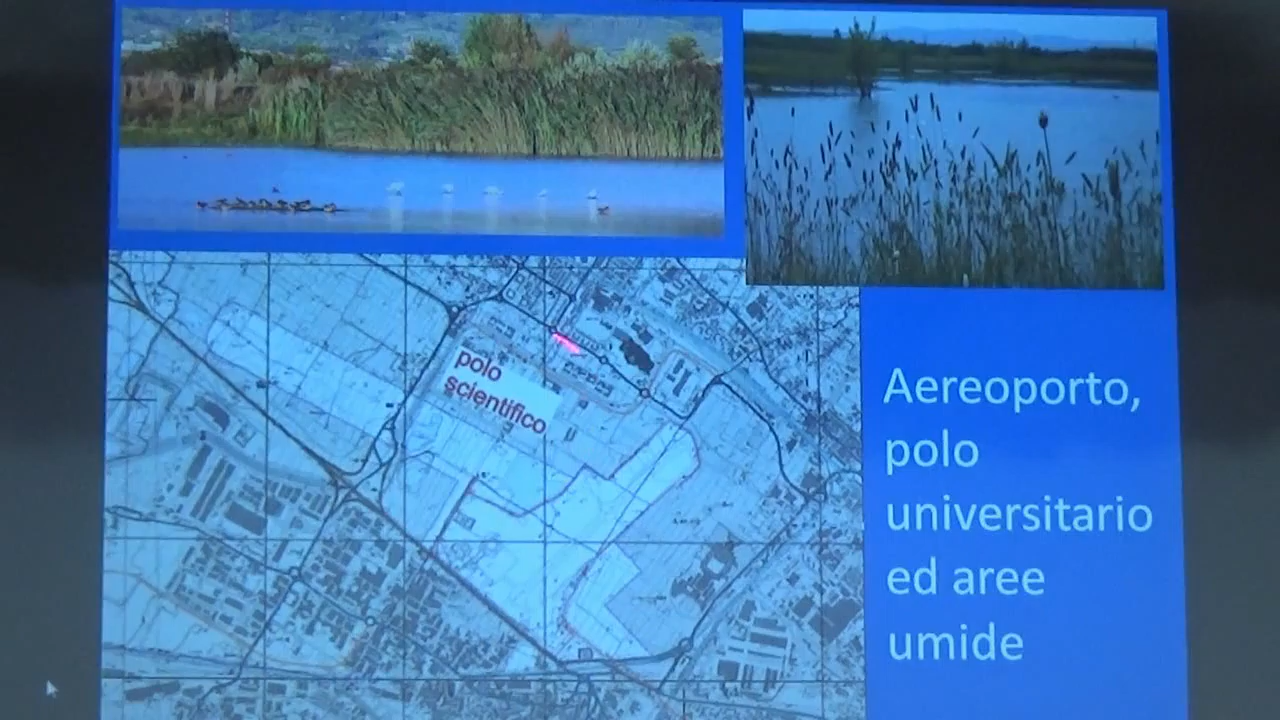 polo
scientifico
Aereoporto,
polo
universitario
ed aree
umide